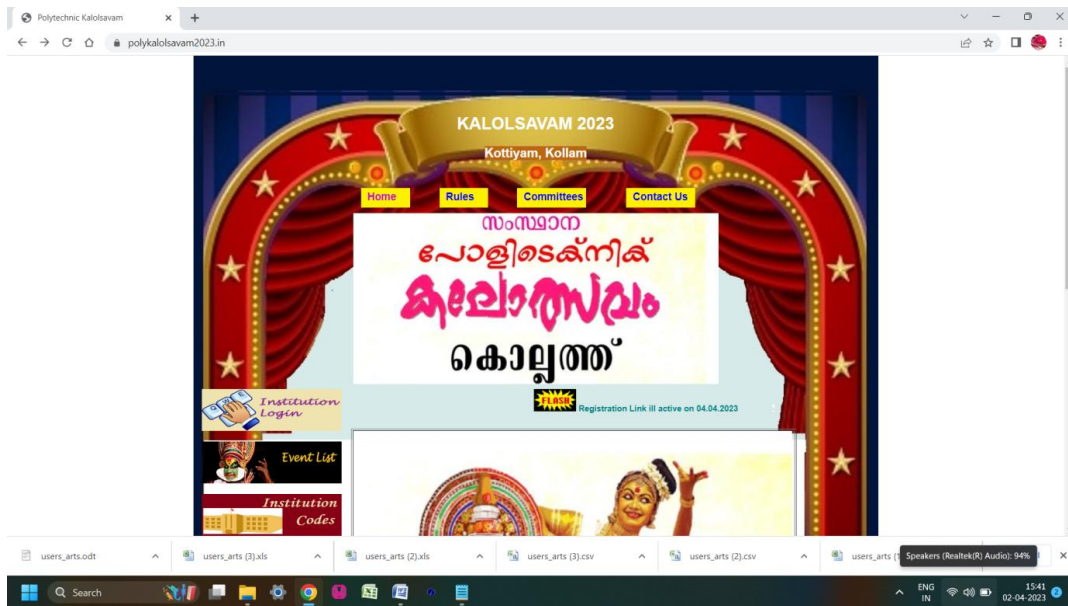 Polytechnic Kalolsavam
polykalolsavam2023.in
KALOLSAVAM 2023
Kottiyam, Kollam
Home Rules Committees Contact Us
സംസ്ഥാന
പോളിടെക്നിക്
കലോത്സവം
കൊല്ലത്ത്
FLASH Registration Link ill active on 04.04.2023
Institution
Login
Event List
Institution
Codes
users_arts.odt users_arts (3).xls users_arts (2).xls users_arts (3).csv users_arts (2).csv users_arts (1
Speakers (Realtek(R) Audio): 94%
Search
ENG
IN
15:41
02-04-2023
2